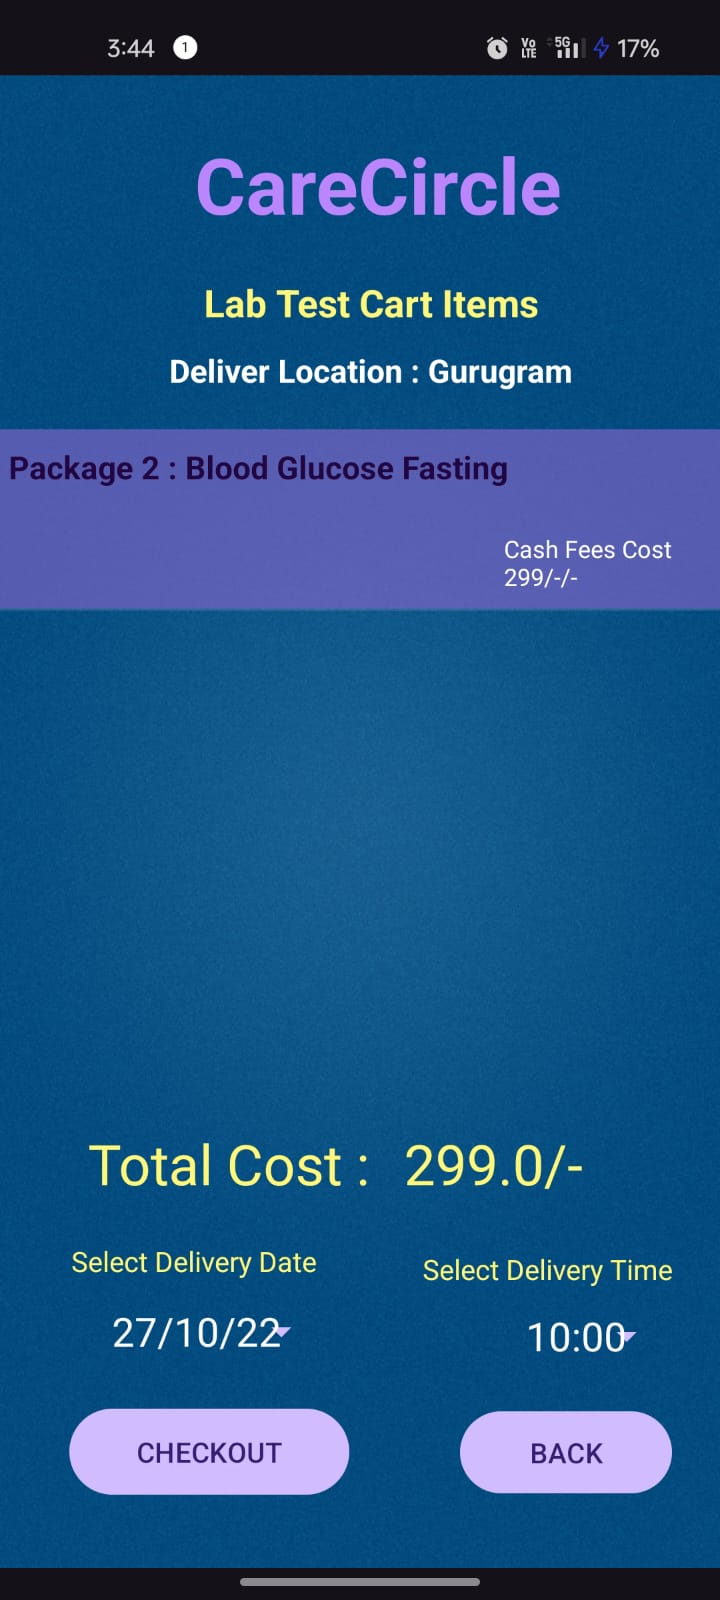 3:44 1 Vo LTE 5G 17%
CareCircle
Lab Test Cart Items
Deliver Location : Gurugram
Package 2 : Blood Glucose Fasting
Cash Fees Cost
299/-/-
Total Cost : 299.0/-
Select Delivery Date
Select Delivery Time
27/10/22
10:00
CHECKOUT
BACK